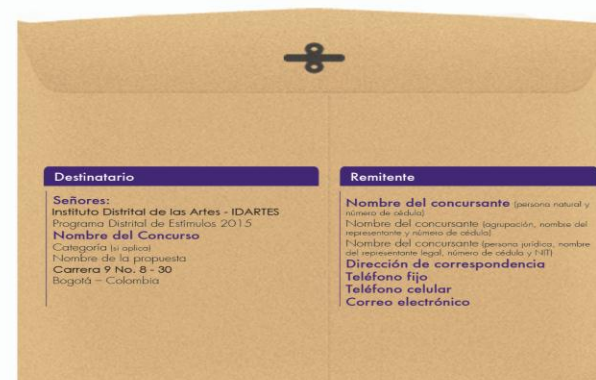 Destinatario
Señores:
Instituto Distrital de las Artes - IDARTES
Programa Distrital de Estímulos 2015
Nombre del Concurso
Categoría (si aplica)
Nombre de la propuesta
Carrera 9 No. 8 - 30
Bogotá – Colombia
Remitente
Nombre del concursante (persona natural y
número de cédula)
Nombre del concursante (agrupación, nombre del
representante y número de cédula)
Nombre del concursante (persona jurídica, nombre
del representante legal, número de cédula y NIT)
Dirección de correspondencia
Teléfono fijo
Teléfono celular
Correo electrónico